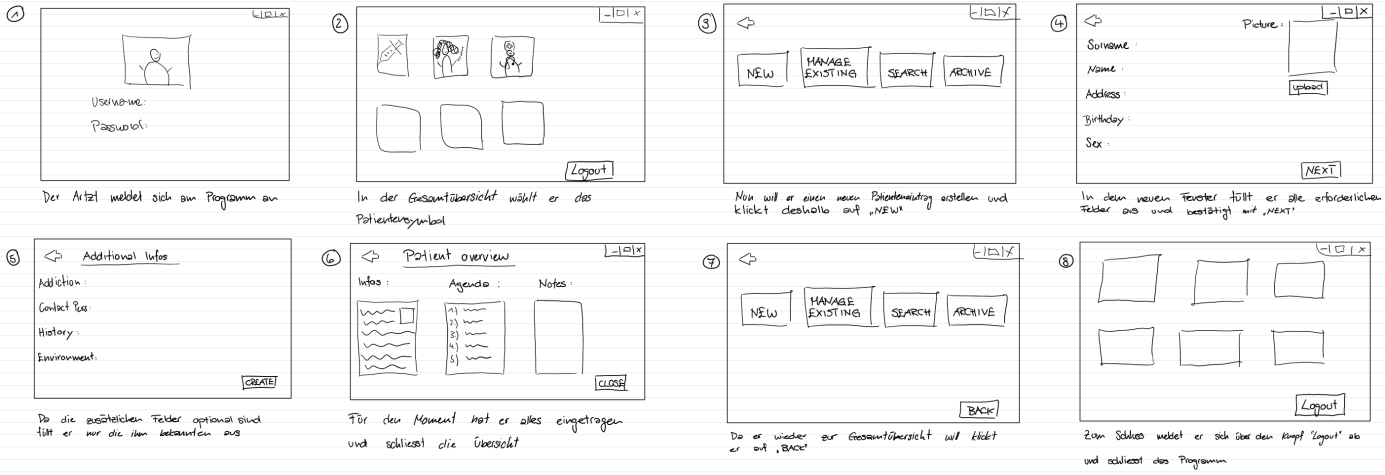 1
Username:
Password:
Der Artzt meldet sich am Programm an
2
Logout
In der Gesamtübersicht wählt er das
Patientensymbol
3
NEW
MANAGE
EXISTING
SEARCH
ARCHIVE
Nun will er einen neuen Patienteneintrag erstellen und
klickt deshalb auf „NEW"
4
Picture:
Surname:
Name:
Address:
upload
Birthday:
Sex:
NEXT
In dem neuen Fenster füllt er alle erforderlichen
Felder aus und bestätigt mit „NEXT"
5
Additional Infos
Addiction:
Contact Pers:
History:
Environment:
CREATE
Da die zusätzlichen Felder optional sind
füllt er nur die ihm bekannten aus
6
Patient overview
Infos:
Agenda:
Notes:
1)
2)
3)
4)
5)
CLOSE
Für den Moment hat er alles eingetragen
und schliesst die Übersicht
7
NEW
MANAGE
EXISTING
SEARCH
ARCHIVE
BACK
Da er wieder zur Gesamtübersicht will klickt
er auf „BACK"
8
Logout
Zum Schluss meldet er sich über den Knopf "Logout" ab
und schliesst das Programm